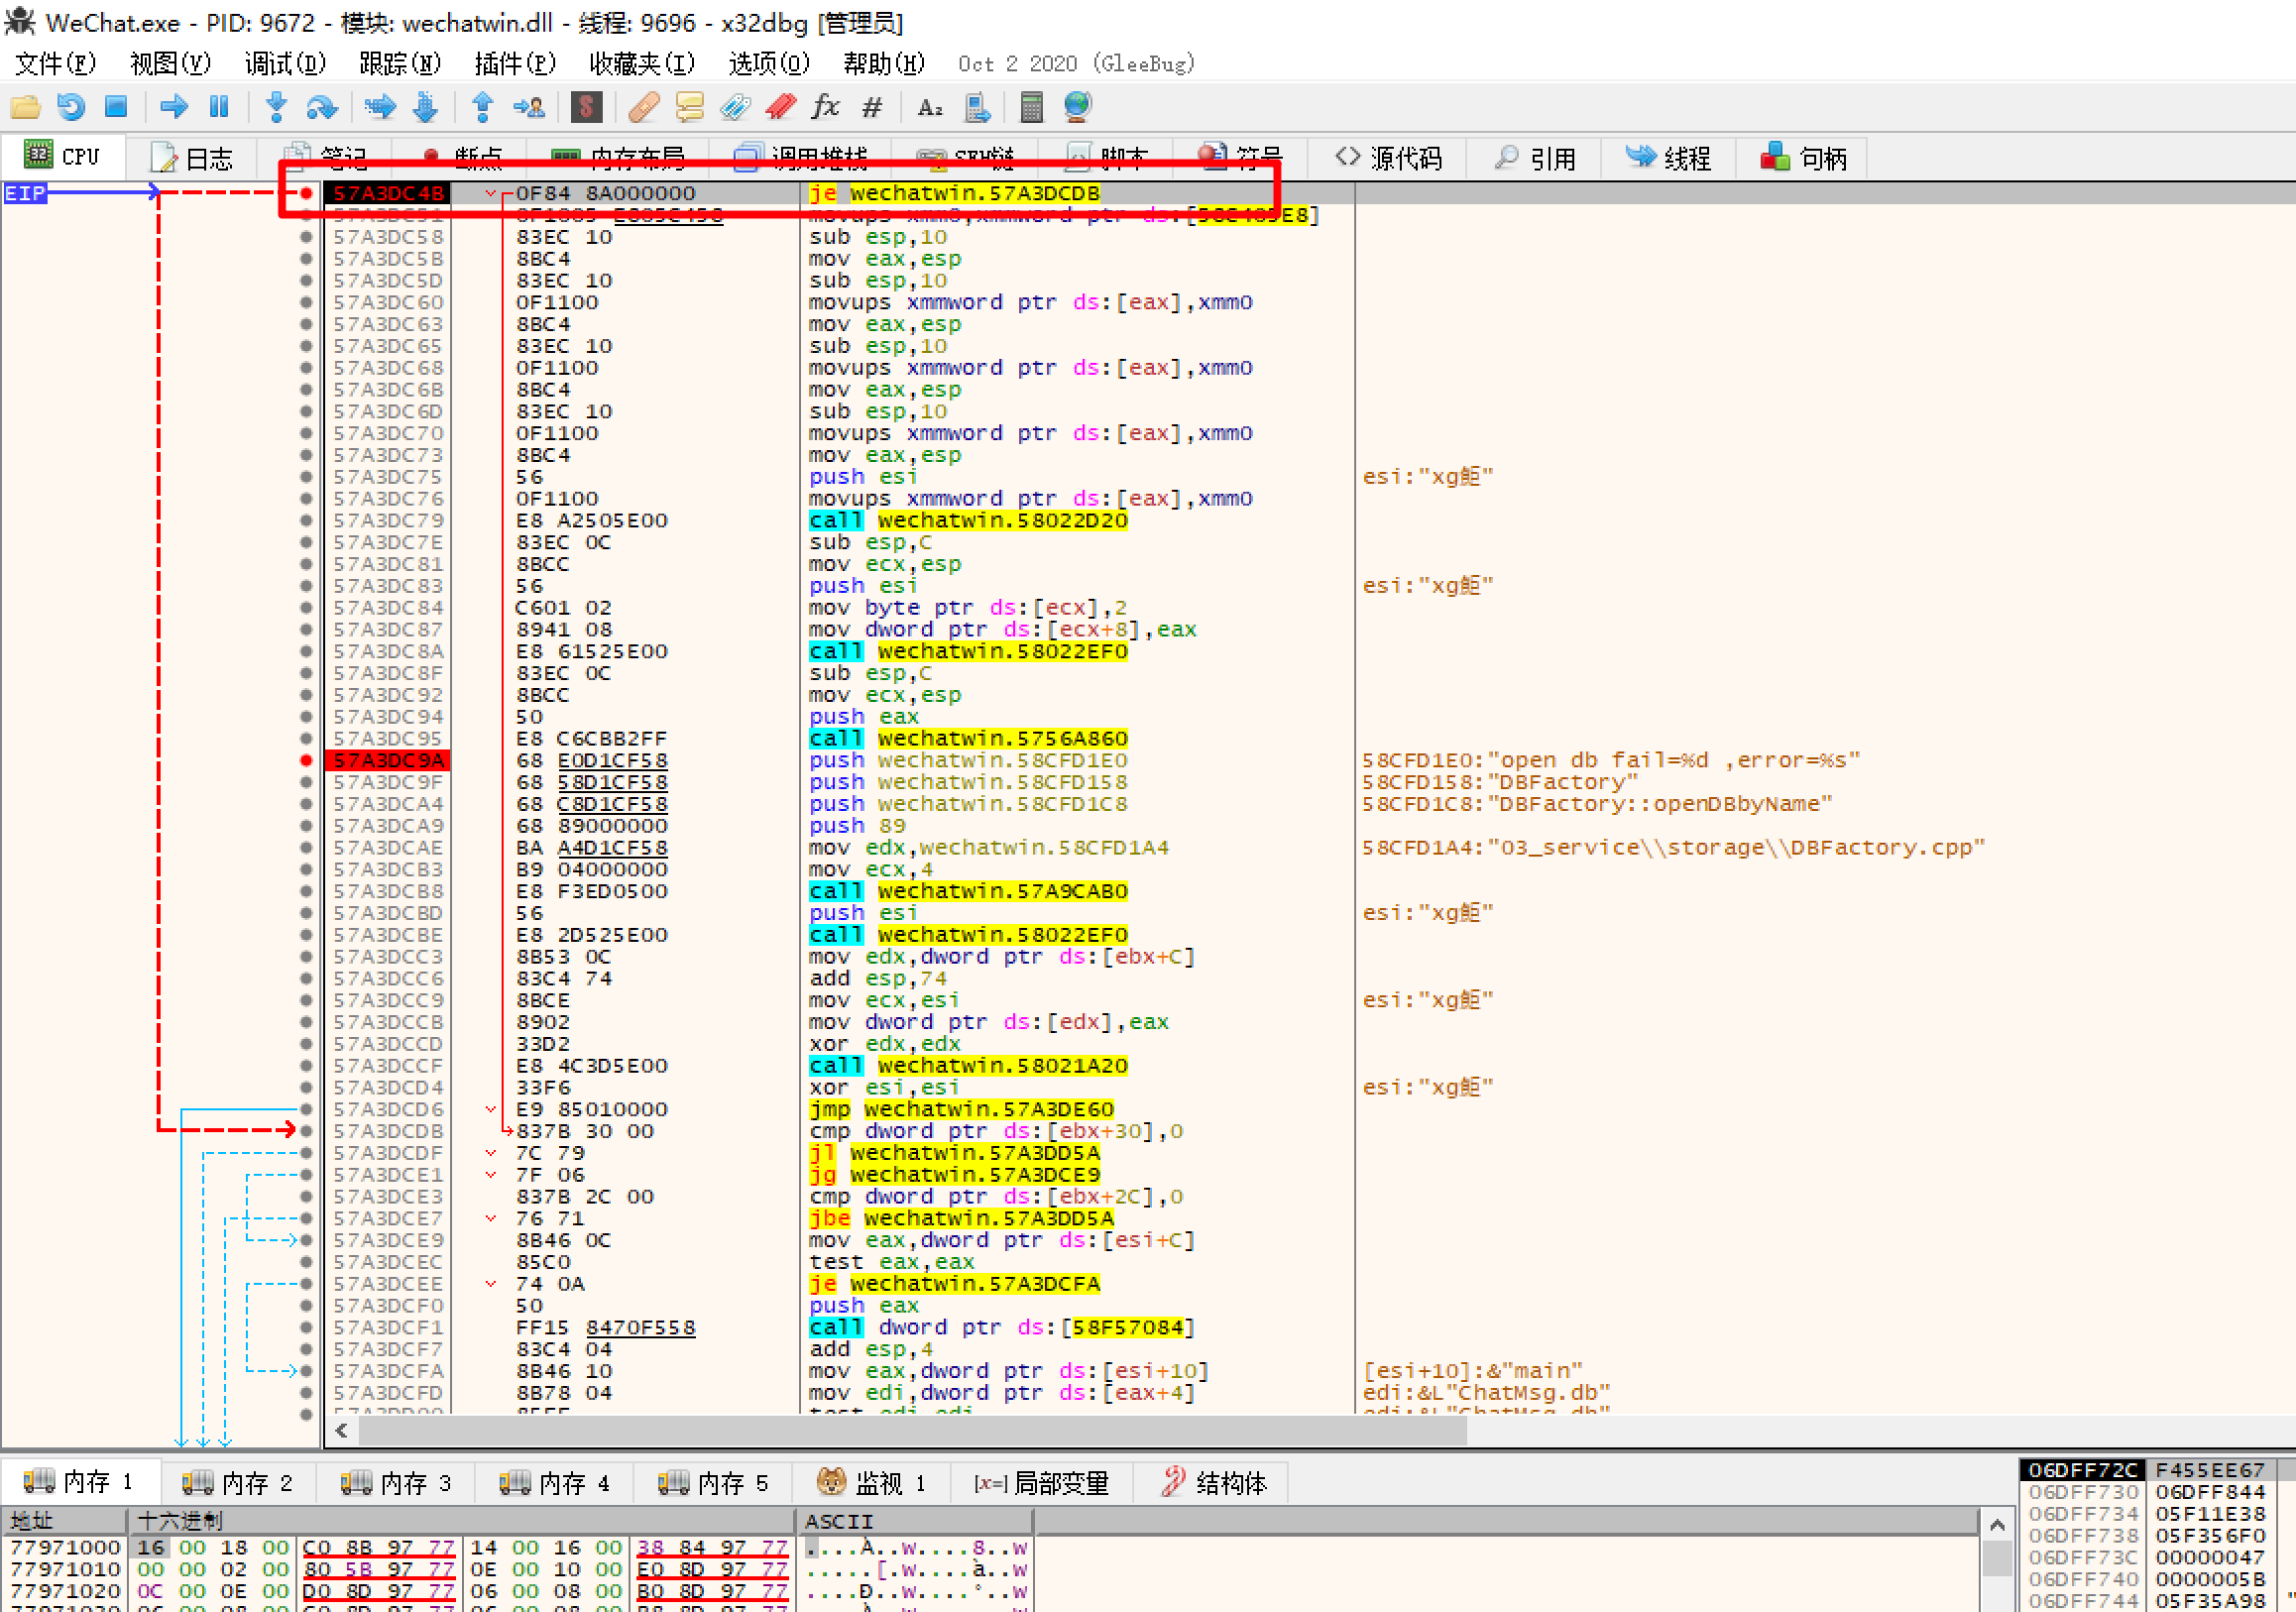 WeChat.exe - PID: 9672 - 模块: wechatwin.dll - 线程: 9696 - x32dbg [管理员]
文件(F) 视图(V) 调试(D) 跟踪(N) 插件(P) 收藏夹(I) 选项(O) 帮助(H) Oct 2 2020 (GleeBug)
CPU 日志 笔记 断点 内存布局 调用堆栈 SEH链 脚本 符号 <> 源代码 引用 线程 句柄
EIP 57A3DC4B 0F84 8A000000 je wechatwin.57A3DCDB
57A3DC58 83EC 10 sub esp,10
57A3DC5B 8BC4 mov eax,esp
57A3DC5D 83EC 10 sub esp,10
57A3DC60 0F1100 movups xmmword ptr ds:[eax],xmm0
57A3DC63 8BC4 mov eax,esp
57A3DC65 83EC 10 sub esp,10
57A3DC68 0F1100 movups xmmword ptr ds:[eax],xmm0
57A3DC6B 8BC4 mov eax,esp
57A3DC6D 83EC 10 sub esp,10
57A3DC70 0F1100 movups xmmword ptr ds:[eax],xmm0
57A3DC73 8BC4 mov eax,esp
57A3DC75 56 push esi esi:"xg鮔"
57A3DC76 0F1100 movups xmmword ptr ds:[eax],xmm0
57A3DC79 E8 A2505E00 call wechatwin.58022D20
57A3DC7E 83EC 0C sub esp,C
57A3DC81 8BCC mov ecx,esp
57A3DC83 56 push esi esi:"xg鮔"
57A3DC84 C601 02 mov byte ptr ds:[ecx],2
57A3DC87 8941 08 mov dword ptr ds:[ecx+8],eax
57A3DC8A E8 61525E00 call wechatwin.58022EF0
57A3DC8F 83EC 0C sub esp,C
57A3DC92 8BCC mov ecx,esp
57A3DC94 50 push eax
57A3DC95 E8 C6CBB2FF call wechatwin.5756A860
57A3DC9A 68 E0D1CF58 push wechatwin.58CFD1E0 58CFD1E0:"open db fail=%d ,error=%s"
57A3DC9F 68 58D1CF58 push wechatwin.58CFD158 58CFD158:"DBFactory"
57A3DCA4 68 C8D1CF58 push wechatwin.58CFD1C8 58CFD1C8:"DBFactory::openDBbyName"
57A3DCA9 68 89000000 push 89
57A3DCAE BA A4D1CF58 mov edx,wechatwin.58CFD1A4 58CFD1A4:"03_service\\storage\\DBFactory.cpp"
57A3DCB3 B9 04000000 mov ecx,4
57A3DCB8 E8 F3ED0500 call wechatwin.57A9CAB0
57A3DCBD 56 push esi esi:"xg鮔"
57A3DCBE E8 2D525E00 call wechatwin.58022EF0
57A3DCC3 8B53 0C mov edx,dword ptr ds:[ebx+C]
57A3DCC6 83C4 74 add esp,74
57A3DCC9 8BCE mov ecx,esi esi:"xg鮔"
57A3DCCB 8902 mov dword ptr ds:[edx],eax
57A3DCCD 33D2 xor edx,edx
57A3DCCF E8 4C3D5E00 call wechatwin.58021A20
57A3DCD4 33F6 xor esi,esi esi:"xg鮔"
57A3DCD6 E9 85010000 jmp wechatwin.57A3DE60
57A3DCDB 837B 30 00 cmp dword ptr ds:[ebx+30],0
57A3DCDF 7C 79 jl wechatwin.57A3DD5A
57A3DCE1 7F 06 jg wechatwin.57A3DCE9
57A3DCE3 837B 2C 00 cmp dword ptr ds:[ebx+2C],0
57A3DCE7 76 71 jbe wechatwin.57A3DD5A
57A3DCE9 8B46 0C mov eax,dword ptr ds:[esi+C]
57A3DCEC 85C0 test eax,eax
57A3DCEE 74 0A je wechatwin.57A3DCFA
57A3DCF0 50 push eax
57A3DCF1 FF15 8470F558 call dword ptr ds:[58F57084]
57A3DCF7 83C4 04 add esp,4
57A3DCFA 8B46 10 mov eax,dword ptr ds:[esi+10] [esi+10]:&"main"
57A3DCFD 8B78 04 mov edi,dword ptr ds:[eax+4] edi:&L"ChatMsg.db"
内存 1 内存 2 内存 3 内存 4 内存 5 监视 1 [x=]局部变量 结构体
地址 十六进制 ASCII
77971000 16 00 18 00 C0 8B 97 77 14 00 16 00 38 84 97 77 ....À..w....8..w
77971010 00 00 02 00 80 5B 97 77 0E 00 10 00 E0 8D 97 77 .....[.w....à..w
77971020 0C 00 0E 00 D0 8D 97 77 06 00 08 00 B0 8D 97 77 ....Ð..w....°..w
06DFF72C F455EE67
06DFF730 06DFF844
06DFF734 05F11E38
06DFF738 05F356F0
06DFF73C 00000047
06DFF740 0000005B
06DFF744 05F35A98